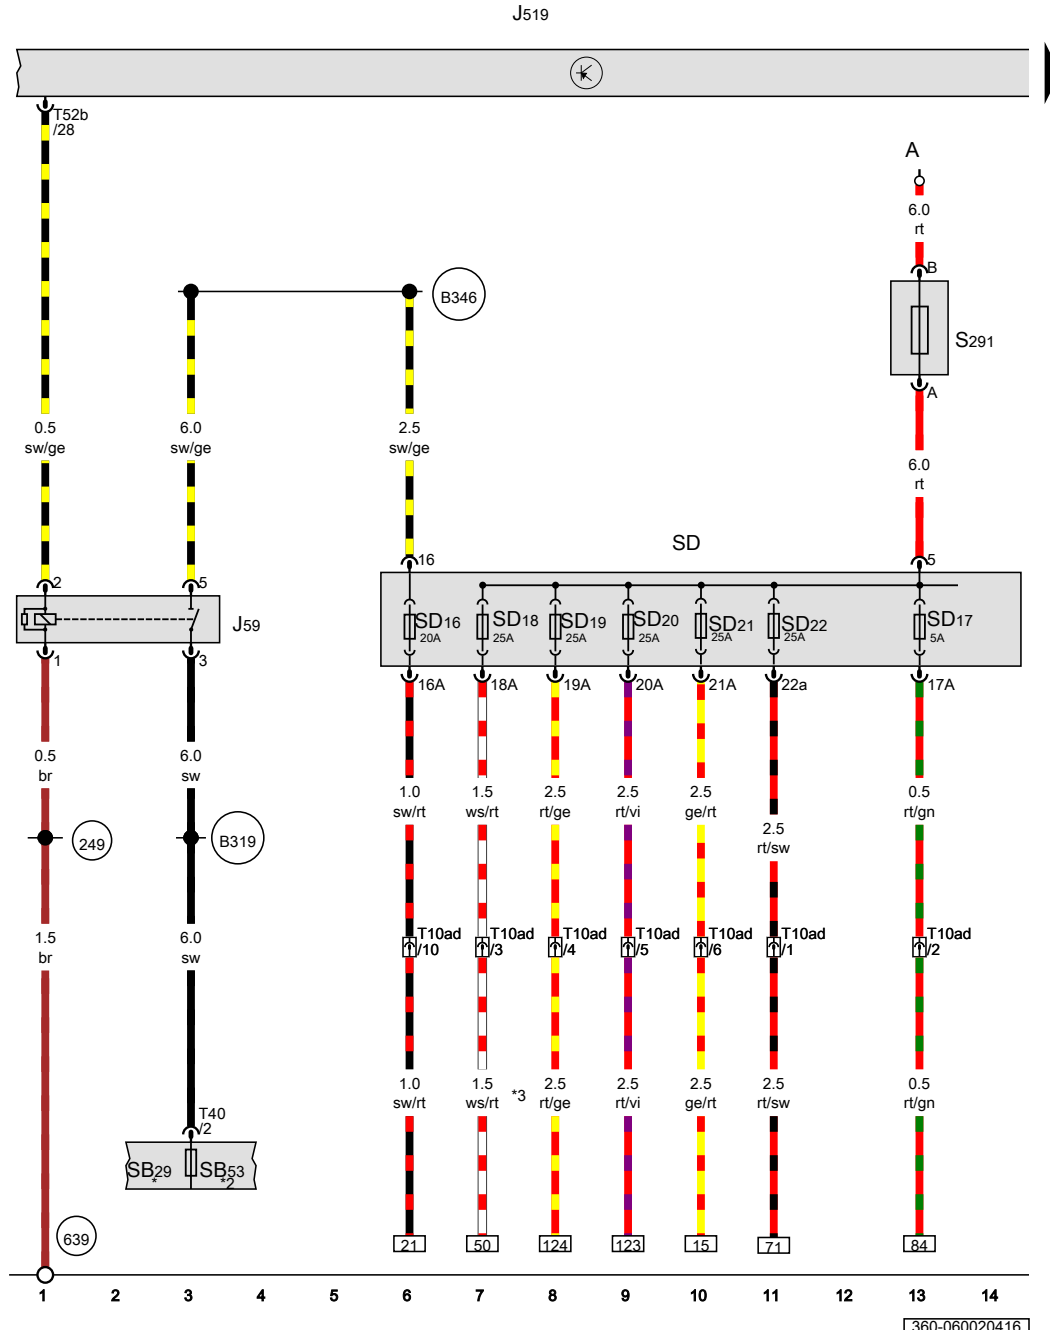 J519
T52b
/28
A
6.0
rt
B
B346
S291
A
0.5
sw/ge
6.0
sw/ge
2.5
sw/ge
6.0
rt
SD
16
5
2
5
J59
SD16
20A
SD18
25A
SD19
25A
SD20
25A
SD21
25A
SD22
25A
SD17
5A
1
3
16A
18A
19A
20A
21A
22a
17A
0.5
br
6.0
sw
1.0
sw/rt
1.5
ws/rt
2.5
rt/ge
2.5
rt/vi
2.5
ge/rt
2.5
rt/sw
0.5
rt/gn
249
B319
1.5
br
6.0
sw
T10ad
/10
T10ad
/3
T10ad
/4
T10ad
/5
T10ad
/6
T10ad
/1
T10ad
/2
1.0
sw/rt
1.5
ws/rt
*3
2.5
rt/ge
2.5
rt/vi
2.5
ge/rt
2.5
rt/sw
0.5
rt/gn
T40
/2
SB29
*
SB53
*2
639
21
50
124
123
15
71
84
1 2 3 4 5 6 7 8 9 10 11 12 13 14
360-060020416